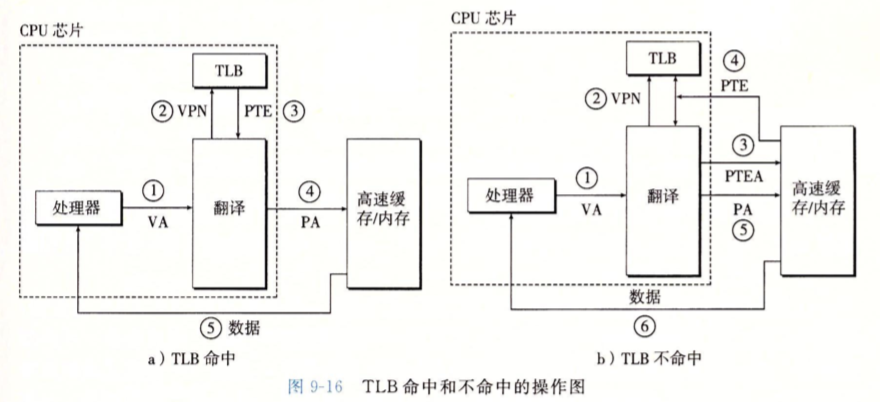 CPU 芯片
TLB
② VPN
PTE ③
处理器
①
VA
翻译
④
PA
高速缓
存/内存
⑤ 数据
a）TLB 命中
CPU 芯片
TLB
④
PTE
② VPN
处理器
①
VA
翻译
③
PTEA
PA
⑤
高速缓
存/内存
数据
⑥
b）TLB 不命中
图 9-16 TLB 命中和不命中的操作图